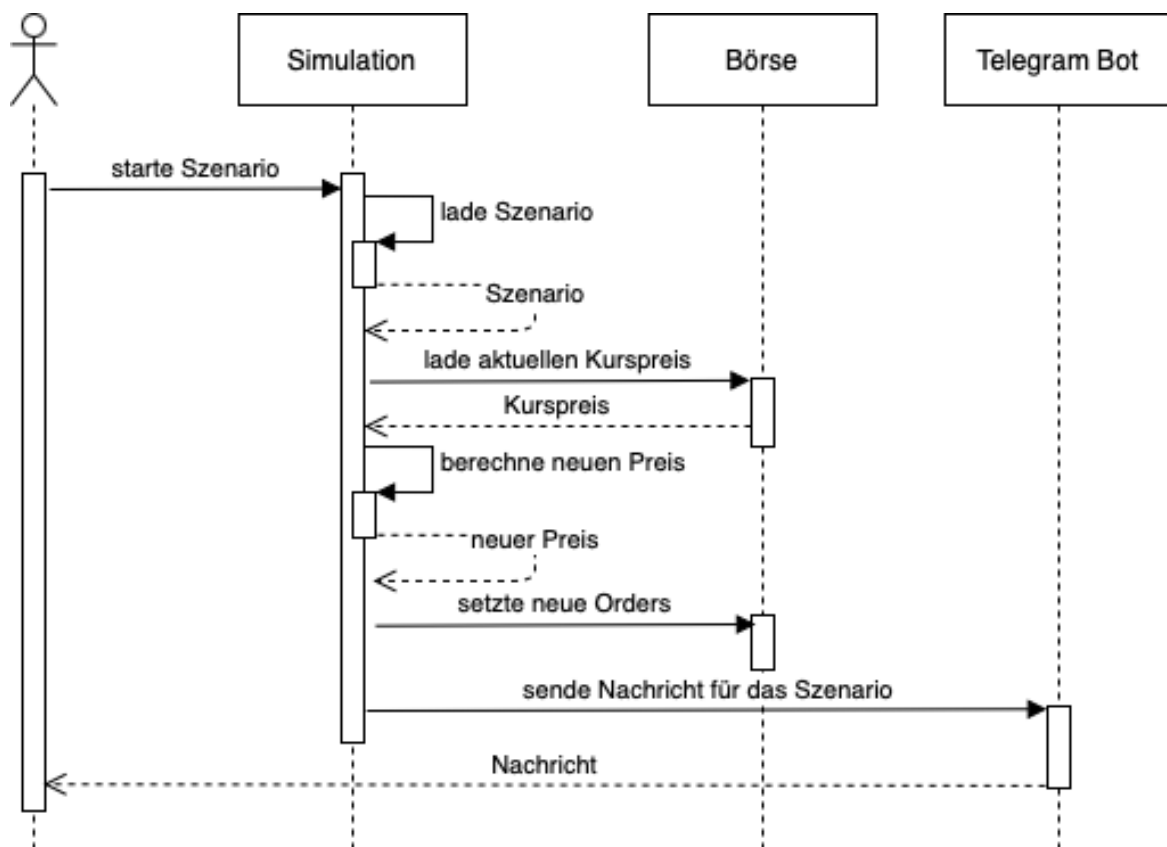 Simulation
Börse
Telegram Bot
starte Szenario
lade Szenario
Szenario
lade aktuellen Kurspreis
Kurspreis
berechne neuen Preis
neuer Preis
setzte neue Orders
sende Nachricht für das Szenario
Nachricht